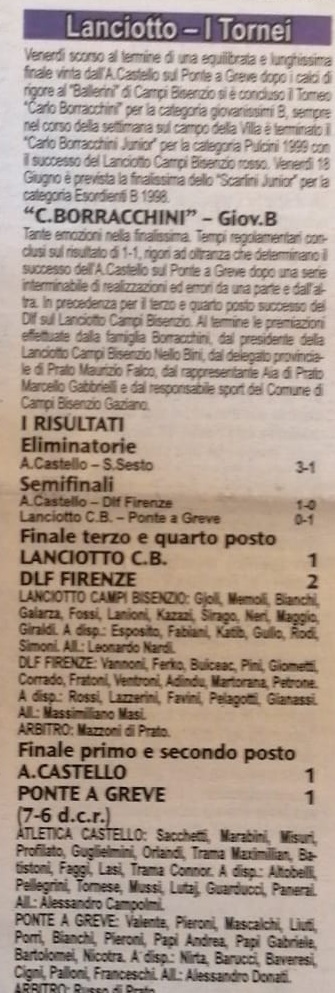 Lanciotto – I Tornei
Venerdì scorso al termine di una equilibrata e lunghissima
finale vinta dall'A.Castello sul Ponte a Greve dopo i calci di
rigore al "Ballerini" di Campi Bisenzio si è concluso il Torneo
"Carlo Borracchini" per la categoria giovanissimi B, sempre
nel corso della settimana sul campo della Villa è terminato il
"Carlo Borracchini Junior" per la categoria Pulcini 1999 con
il successo del Lanciotto Campi Bisenzio rosso. Venerdì 18
Giugno è prevista la finalissima dello "Scarlini Junior" per la
categoria Esordienti B 1998.
"C.BORRACCHINI" – Giov.B
Tante emozioni nella finalissima. Tempi regolamentari con-
clusi sul risultato di 1-1, rigori ad oltranza che determinano il
successo dell'A.Castello sul Ponte a Greve dopo una serie
interminabile di realizzazioni ed errori da una parte e dall'al-
tra. In precedenza per il terzo e quarto posto successo del
Dlf sul Lanciotto Campi Bisenzio. Al termine le premiazioni
effettuate dalla famiglia Borracchini, dal presidente della
Lanciotto Campi Bisenzio Nello Bini, dal delegato provincia-
le di Prato Maurizio Falco, dal rappresentante Aia di Prato
Marcello Gabbrielli e dal responsabile sport del Comune di
Campi Bisenzio Gaziano.
I RISULTATI
Eliminatorie
A.Castello – S.Sesto 3-1
Semifinali
A.Castello – Dlf Firenze 1-0
Lanciotto C.B. – Ponte a Greve 0-1
Finale terzo e quarto posto
LANCIOTTO C.B. 1
DLF FIRENZE 2
LANCIOTTO CAMPI BISENZIO: Gjoli, Memoli, Bianchi,
Galarza, Fossi, Lanioni, Kazazi, Sirago, Neri, Maggio,
Giraldi. A disp.: Esposito, Fabiani, Katib, Gullo, Rodi,
Simoni. All.: Leonardo Nardi.
DLF FIRENZE: Vannoni, Ferko, Buiceac, Pini, Giometti,
Corrado, Fratoni, Ventroni, Adindu, Martorana, Petrone.
A disp.: Rossi, Lazzerini, Favini, Pelagotti, Gianassi.
All.: Massimiliano Masi.
ARBITRO: Mazzoni di Prato.
Finale primo e secondo posto
A.CASTELLO 1
PONTE A GREVE 1
(7-6 d.c.r.)
ATLETICA CASTELLO: Sacchetti, Marabini, Misuri,
Profilato, Guglielmini, Orlandi, Trama Maximilian, Ba-
tistoni, Faggi, Lasi, Trama Connor. A disp.: Altobelli,
Pellegrini, Tornese, Mussi, Lutaj, Guarducci, Panerai.
All.: Alessandro Campolmi.
PONTE A GREVE: Valente, Pieroni, Mascalchi, Liuti,
Porri, Bianchi, Pieroni, Papi Andrea, Papi Gabriele,
Bartolomei, Nicotra. A disp.: Nirta, Barucci, Baveresi,
Cigni, Palloni, Franceschi. All.: Alessandro Donati.
ARBITRO: Russo di Prato.